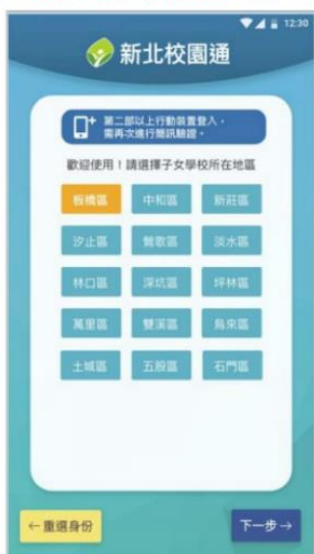 12:30
新北校園通
第二部以上行動裝置登入，
需再次進行簡訊驗證。
歡迎使用！請選擇子女學校所在地區
板橋區 中和區 新莊區
汐止區 鶯歌區 淡水區
林口區 深坑區 坪林區
萬里區 雙溪區 烏來區
土城區 五股區 石門區
←重選身份 下一步→